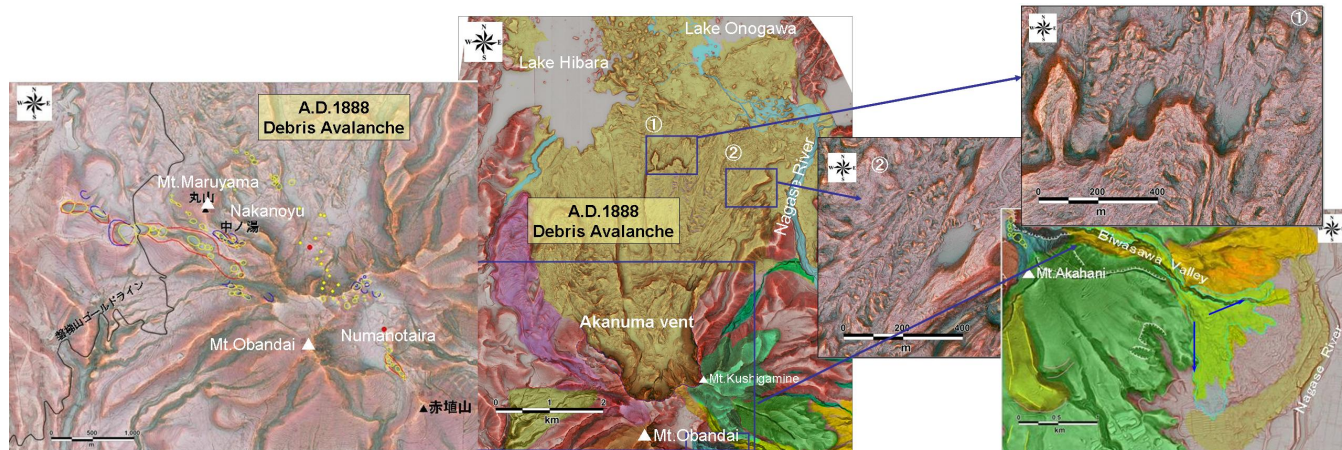 A.D.1888
Debris Avalanche
Mt.Maruyama
丸山
Nakanoyu
中ノ湯
磐梯山ゴールドライン
Mt.Obandai
Numanotaira
赤埴山
0 500 1,000
m
Lake Hibara
Lake Onogawa
①
②
Nagase River
A.D.1888
Debris Avalanche
Akanuma vent
Mt.Kushigamine
Mt.Obandai
0 1 2
km
②
0 200 400
m
①
0 200 400
m
Biwasawa Valley
Mt.Akahani
Nagase River
0 0.5
km